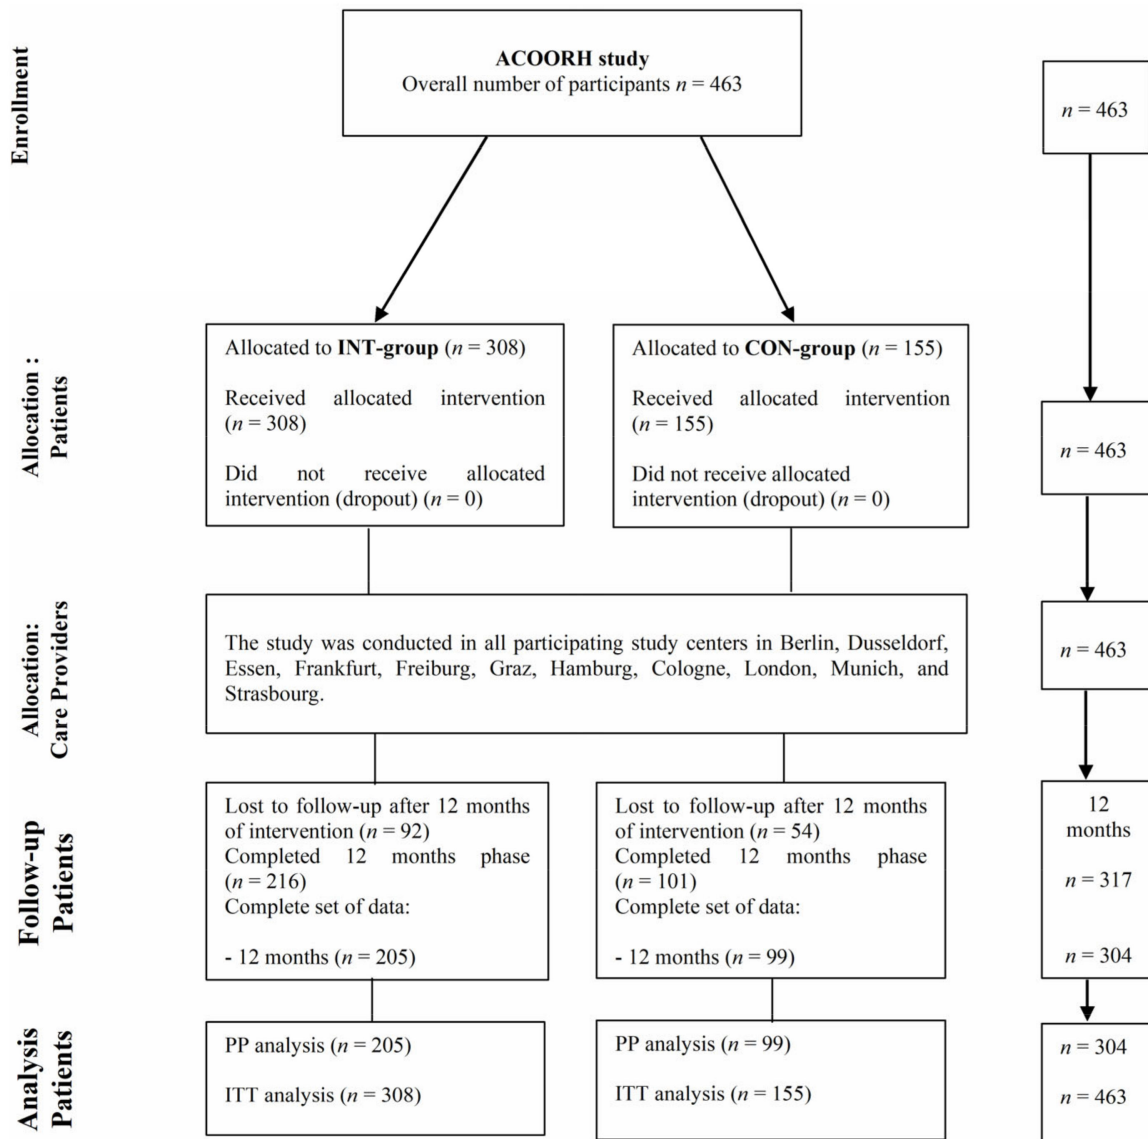 Enrollment
ACOORH study
Overall number of participants n = 463
n = 463
Allocation :
Patients
Allocated to INT-group (n = 308)
Received allocated intervention
(n = 308)
Did not receive allocated
intervention (dropout) (n = 0)
Allocated to CON-group (n = 155)
Received allocated intervention
(n = 155)
Did not receive allocated
intervention (dropout) (n = 0)
n = 463
Allocation:
Care Providers
The study was conducted in all participating study centers in Berlin, Dusseldorf,
Essen, Frankfurt, Freiburg, Graz, Hamburg, Cologne, London, Munich, and
Strasbourg.
n = 463
Follow-up
Patients
Lost to follow-up after 12 months
of intervention (n = 92)
Completed 12 months phase
(n = 216)
Complete set of data:
- 12 months (n = 205)
Lost to follow-up after 12 months
of intervention (n = 54)
Completed 12 months phase
(n = 101)
Complete set of data:
- 12 months (n = 99)
12
months
n = 317
n = 304
Analysis
Patients
PP analysis (n = 205)
ITT analysis (n = 308)
PP analysis (n = 99)
ITT analysis (n = 155)
n = 304
n = 463